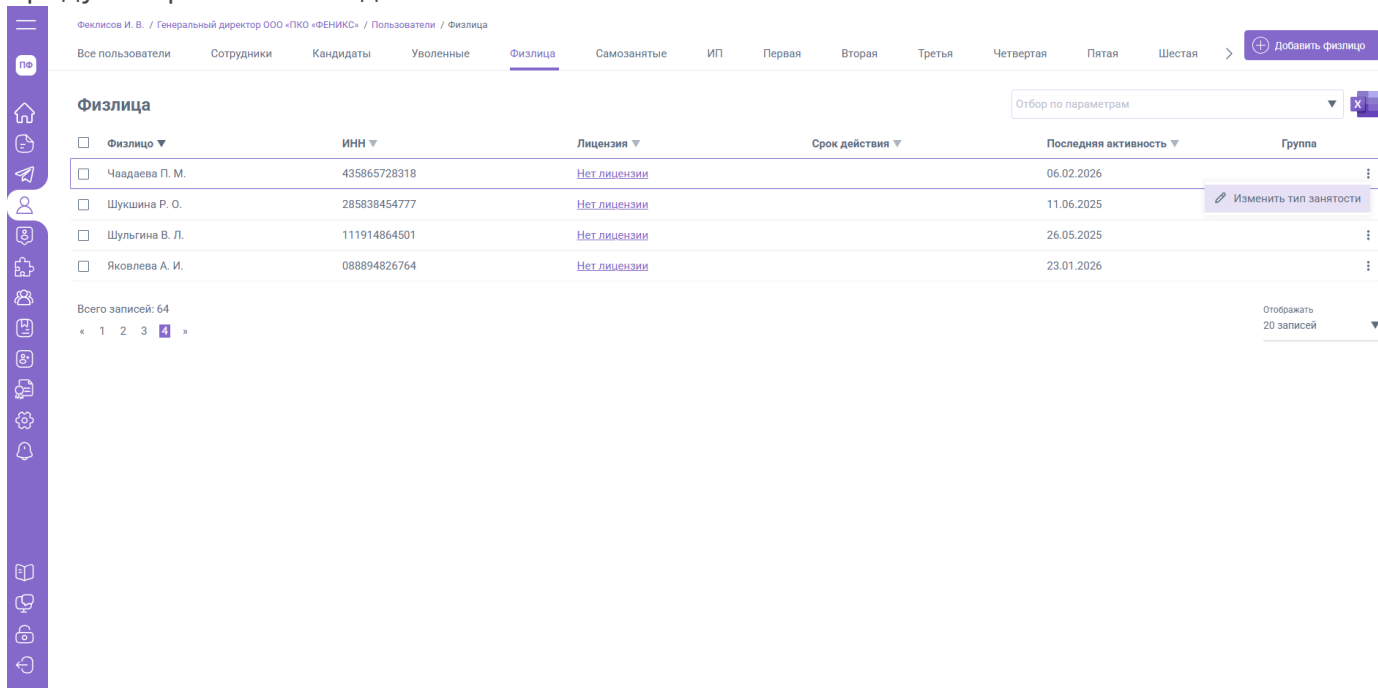 Феклисов И. В. / Генеральный директор ООО «ПКО «ФЕНИКС» / Пользователи / Физлица
Все пользователи Сотрудники Кандидаты Уволенные Физлица Самозанятые ИП Первая Вторая Третья Четвертая Пятая Шестая > Добавить физлицо
ПФ
Физлица Отбор по параметрам X
Физлицо ИНН Лицензия Срок действия Последняя активность Группа
Чаадаева П. М. 435865728318 Нет лицензии 06.02.2026
Шукшина Р. О. 285838454777 Нет лицензии 11.06.2025 Изменить тип занятости
Шульгина В. Л. 111914864501 Нет лицензии 26.05.2025
Яковлева А. И. 088894826764 Нет лицензии 23.01.2026
Всего записей: 64 Отображать
« 1 2 3 4 » 20 записей